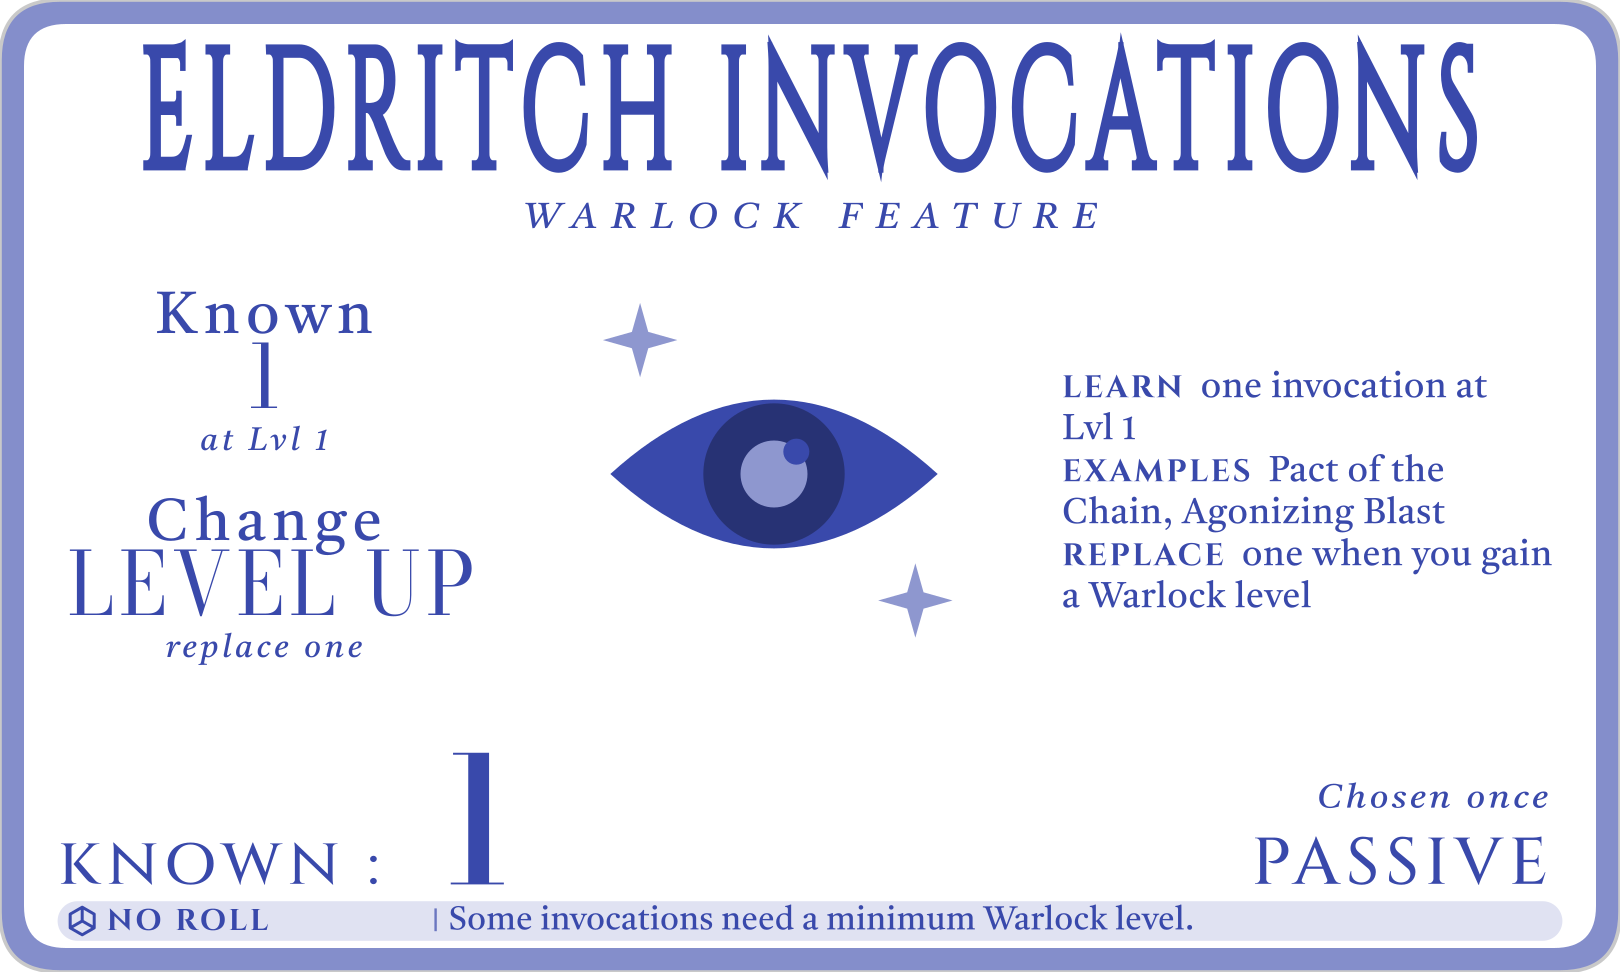 ELDRITCH INVOCATIONS
WARLOCK FEATURE
Known
1
at Lvl 1
Change
LEVEL UP
replace one
LEARN one invocation at
Lvl 1
EXAMPLES Pact of the
Chain, Agonizing Blast
REPLACE one when you gain
a Warlock level
KNOWN : 1
Chosen once
PASSIVE
NO ROLL | Some invocations need a minimum Warlock level.